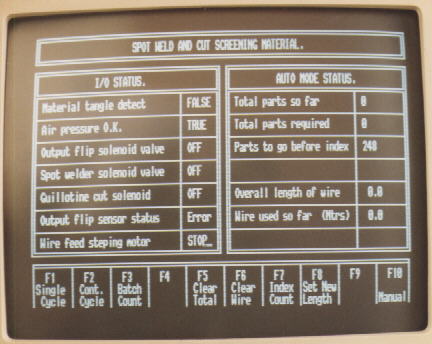 SPOT WELD AND CUT SCREENING MATERIAL.
I/O STATUS.
Material tangle detect FALSE
Air pressure O.K. TRUE
Output flip solenoid valve OFF
Spot welder solenoid valve OFF
Guillotine cut solenoid OFF
Output flip sensor status Error
Wire feed steping motor STOP_
AUTO MODE STATUS.
Total parts so far 0
Total parts required 0
Parts to go before index 248
Overall length of wire 0.0
Wire used so far (Mtrs) 0.0
F1 F2 F3 F4 F5 F6 F7 F8 F9 F10
Single Cont. Batch Clear Clear Index Set New
Cycle Cycle Count Total Wire Count Length Manual